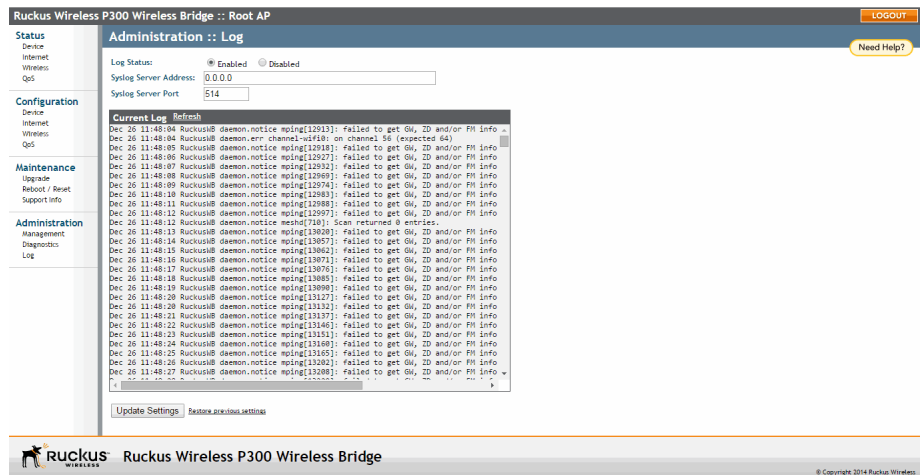 Ruckus Wireless P300 Wireless Bridge :: Root AP
LOGOUT
Status
Device
Internet
Wireless
QoS
Configuration
Device
Internet
Wireless
QoS
Maintenance
Upgrade
Reboot / Reset
Support Info
Administration
Management
Diagnostics
Log
Administration :: Log
Need Help?
Log Status: Enabled Disabled
Syslog Server Address: 0.0.0.0
Syslog Server Port 514
Current Log Refresh
Dec 26 11:48:04 RuckusWB daemon.notice mping[12913]: failed to get GW, ZD and/or FM info
Dec 26 11:48:04 RuckusWB daemon.err channel-wifi0: on channel 56 (expected 64)
Dec 26 11:48:05 RuckusWB daemon.notice mping[12918]: failed to get GW, ZD and/or FM info
Dec 26 11:48:06 RuckusWB daemon.notice mping[12927]: failed to get GW, ZD and/or FM info
Dec 26 11:48:07 RuckusWB daemon.notice mping[12932]: failed to get GW, ZD and/or FM info
Dec 26 11:48:08 RuckusWB daemon.notice mping[12969]: failed to get GW, ZD and/or FM info
Dec 26 11:48:09 RuckusWB daemon.notice mping[12974]: failed to get GW, ZD and/or FM info
Dec 26 11:48:10 RuckusWB daemon.notice mping[12983]: failed to get GW, ZD and/or FM info
Dec 26 11:48:11 RuckusWB daemon.notice mping[12988]: failed to get GW, ZD and/or FM info
Dec 26 11:48:12 RuckusWB daemon.notice mping[12997]: failed to get GW, ZD and/or FM info
Dec 26 11:48:12 RuckusWB daemon.notice meshd[710]: Scan returned 0 entries.
Dec 26 11:48:13 RuckusWB daemon.notice mping[13020]: failed to get GW, ZD and/or FM info
Dec 26 11:48:14 RuckusWB daemon.notice mping[13057]: failed to get GW, ZD and/or FM info
Dec 26 11:48:15 RuckusWB daemon.notice mping[13062]: failed to get GW, ZD and/or FM info
Dec 26 11:48:16 RuckusWB daemon.notice mping[13071]: failed to get GW, ZD and/or FM info
Dec 26 11:48:17 RuckusWB daemon.notice mping[13076]: failed to get GW, ZD and/or FM info
Dec 26 11:48:18 RuckusWB daemon.notice mping[13085]: failed to get GW, ZD and/or FM info
Dec 26 11:48:19 RuckusWB daemon.notice mping[13090]: failed to get GW, ZD and/or FM info
Dec 26 11:48:20 RuckusWB daemon.notice mping[13127]: failed to get GW, ZD and/or FM info
Dec 26 11:48:20 RuckusWB daemon.notice mping[13132]: failed to get GW, ZD and/or FM info
Dec 26 11:48:21 RuckusWB daemon.notice mping[13137]: failed to get GW, ZD and/or FM info
Dec 26 11:48:22 RuckusWB daemon.notice mping[13146]: failed to get GW, ZD and/or FM info
Dec 26 11:48:23 RuckusWB daemon.notice mping[13151]: failed to get GW, ZD and/or FM info
Dec 26 11:48:24 RuckusWB daemon.notice mping[13160]: failed to get GW, ZD and/or FM info
Dec 26 11:48:25 RuckusWB daemon.notice mping[13165]: failed to get GW, ZD and/or FM info
Dec 26 11:48:26 RuckusWB daemon.notice mping[13202]: failed to get GW, ZD and/or FM info
Dec 26 11:48:27 RuckusWB daemon.notice mping[13208]: failed to get GW, ZD and/or FM info
Update Settings Restore previous settings
Ruckus WIRELESS
Ruckus Wireless P300 Wireless Bridge
© Copyright 2014 Ruckus Wireless